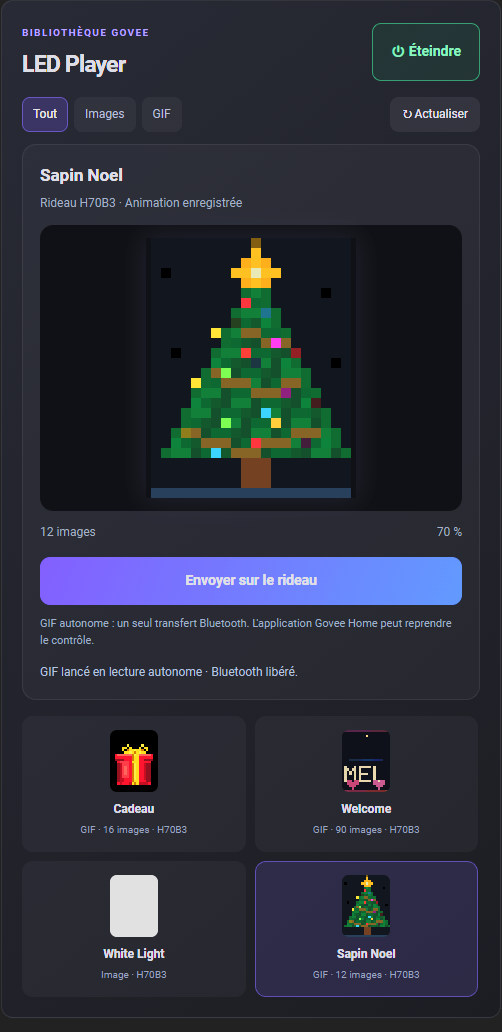 BIBLIOTHÈQUE GOVEE
LED Player
Éteindre
Tout
Images
GIF
Actualiser
Sapin Noel
Rideau H70B3 · Animation enregistrée
12 images
70 %
Envoyer sur le rideau
GIF autonome : un seul transfert Bluetooth. L'application Govee Home peut reprendre
le contrôle.
GIF lancé en lecture autonome · Bluetooth libéré.
Cadeau
GIF · 16 images · H70B3
MEL
Welcome
GIF · 90 images · H70B3
White Light
Image · H70B3
Sapin Noel
GIF · 12 images · H70B3